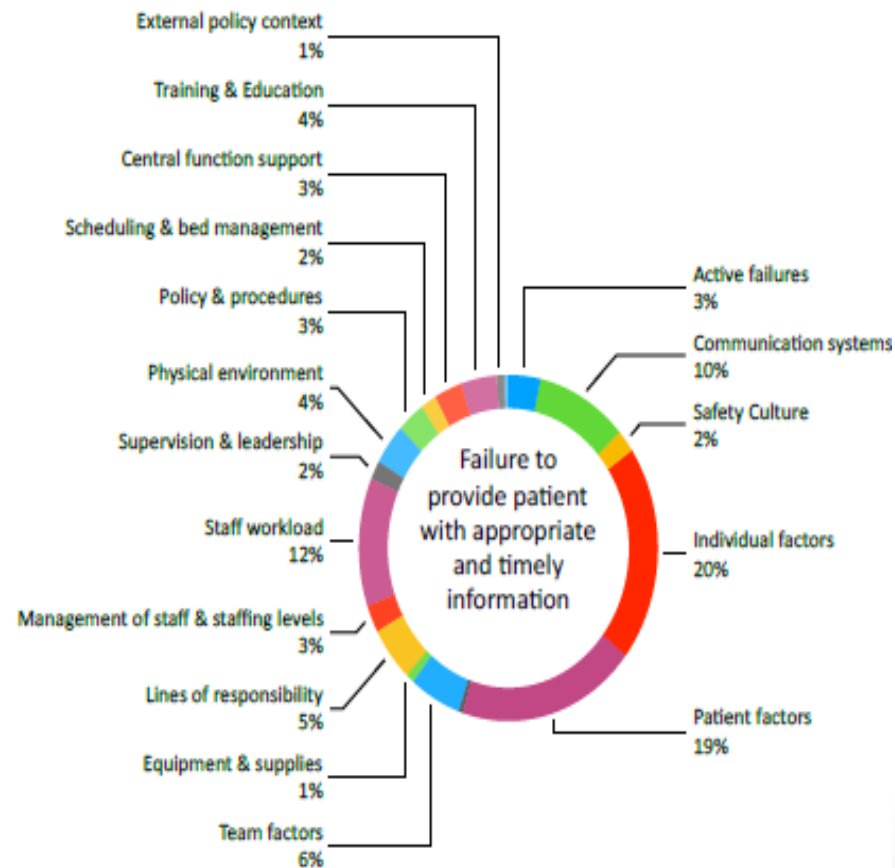 External policy context
1%
Training & Education
4%
Central function support
3%
Scheduling & bed management
2%
Policy & procedures
3%
Physical environment
4%
Supervision & leadership
2%
Staff workload
12%
Management of staff & staffing levels
3%
Lines of responsibility
5%
Equipment & supplies
1%
Team factors
6%
Failure to
provide patient
with appropriate
and timely
information
Active failures
3%
Communication systems
10%
Safety Culture
2%
Individual factors
20%
Patient factors
19%